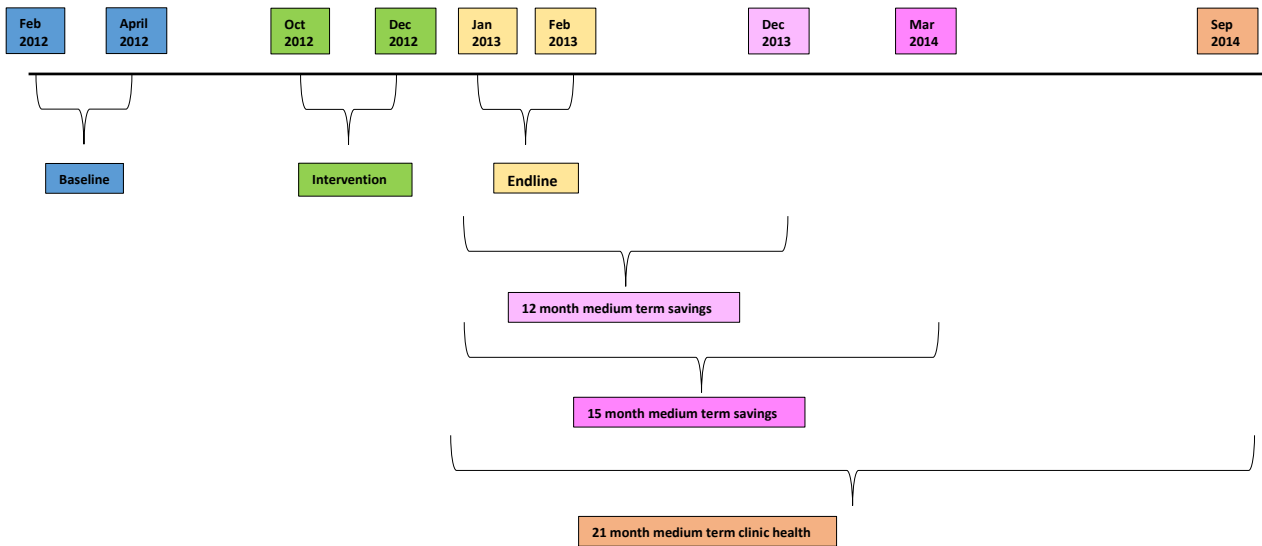 Feb
2012
April
2012
Oct
2012
Dec
2012
Jan
2013
Feb
2013
Dec
2013
Mar
2014
Sep
2014
Baseline
Intervention
Endline
12 month medium term savings
15 month medium term savings
21 month medium term clinic health